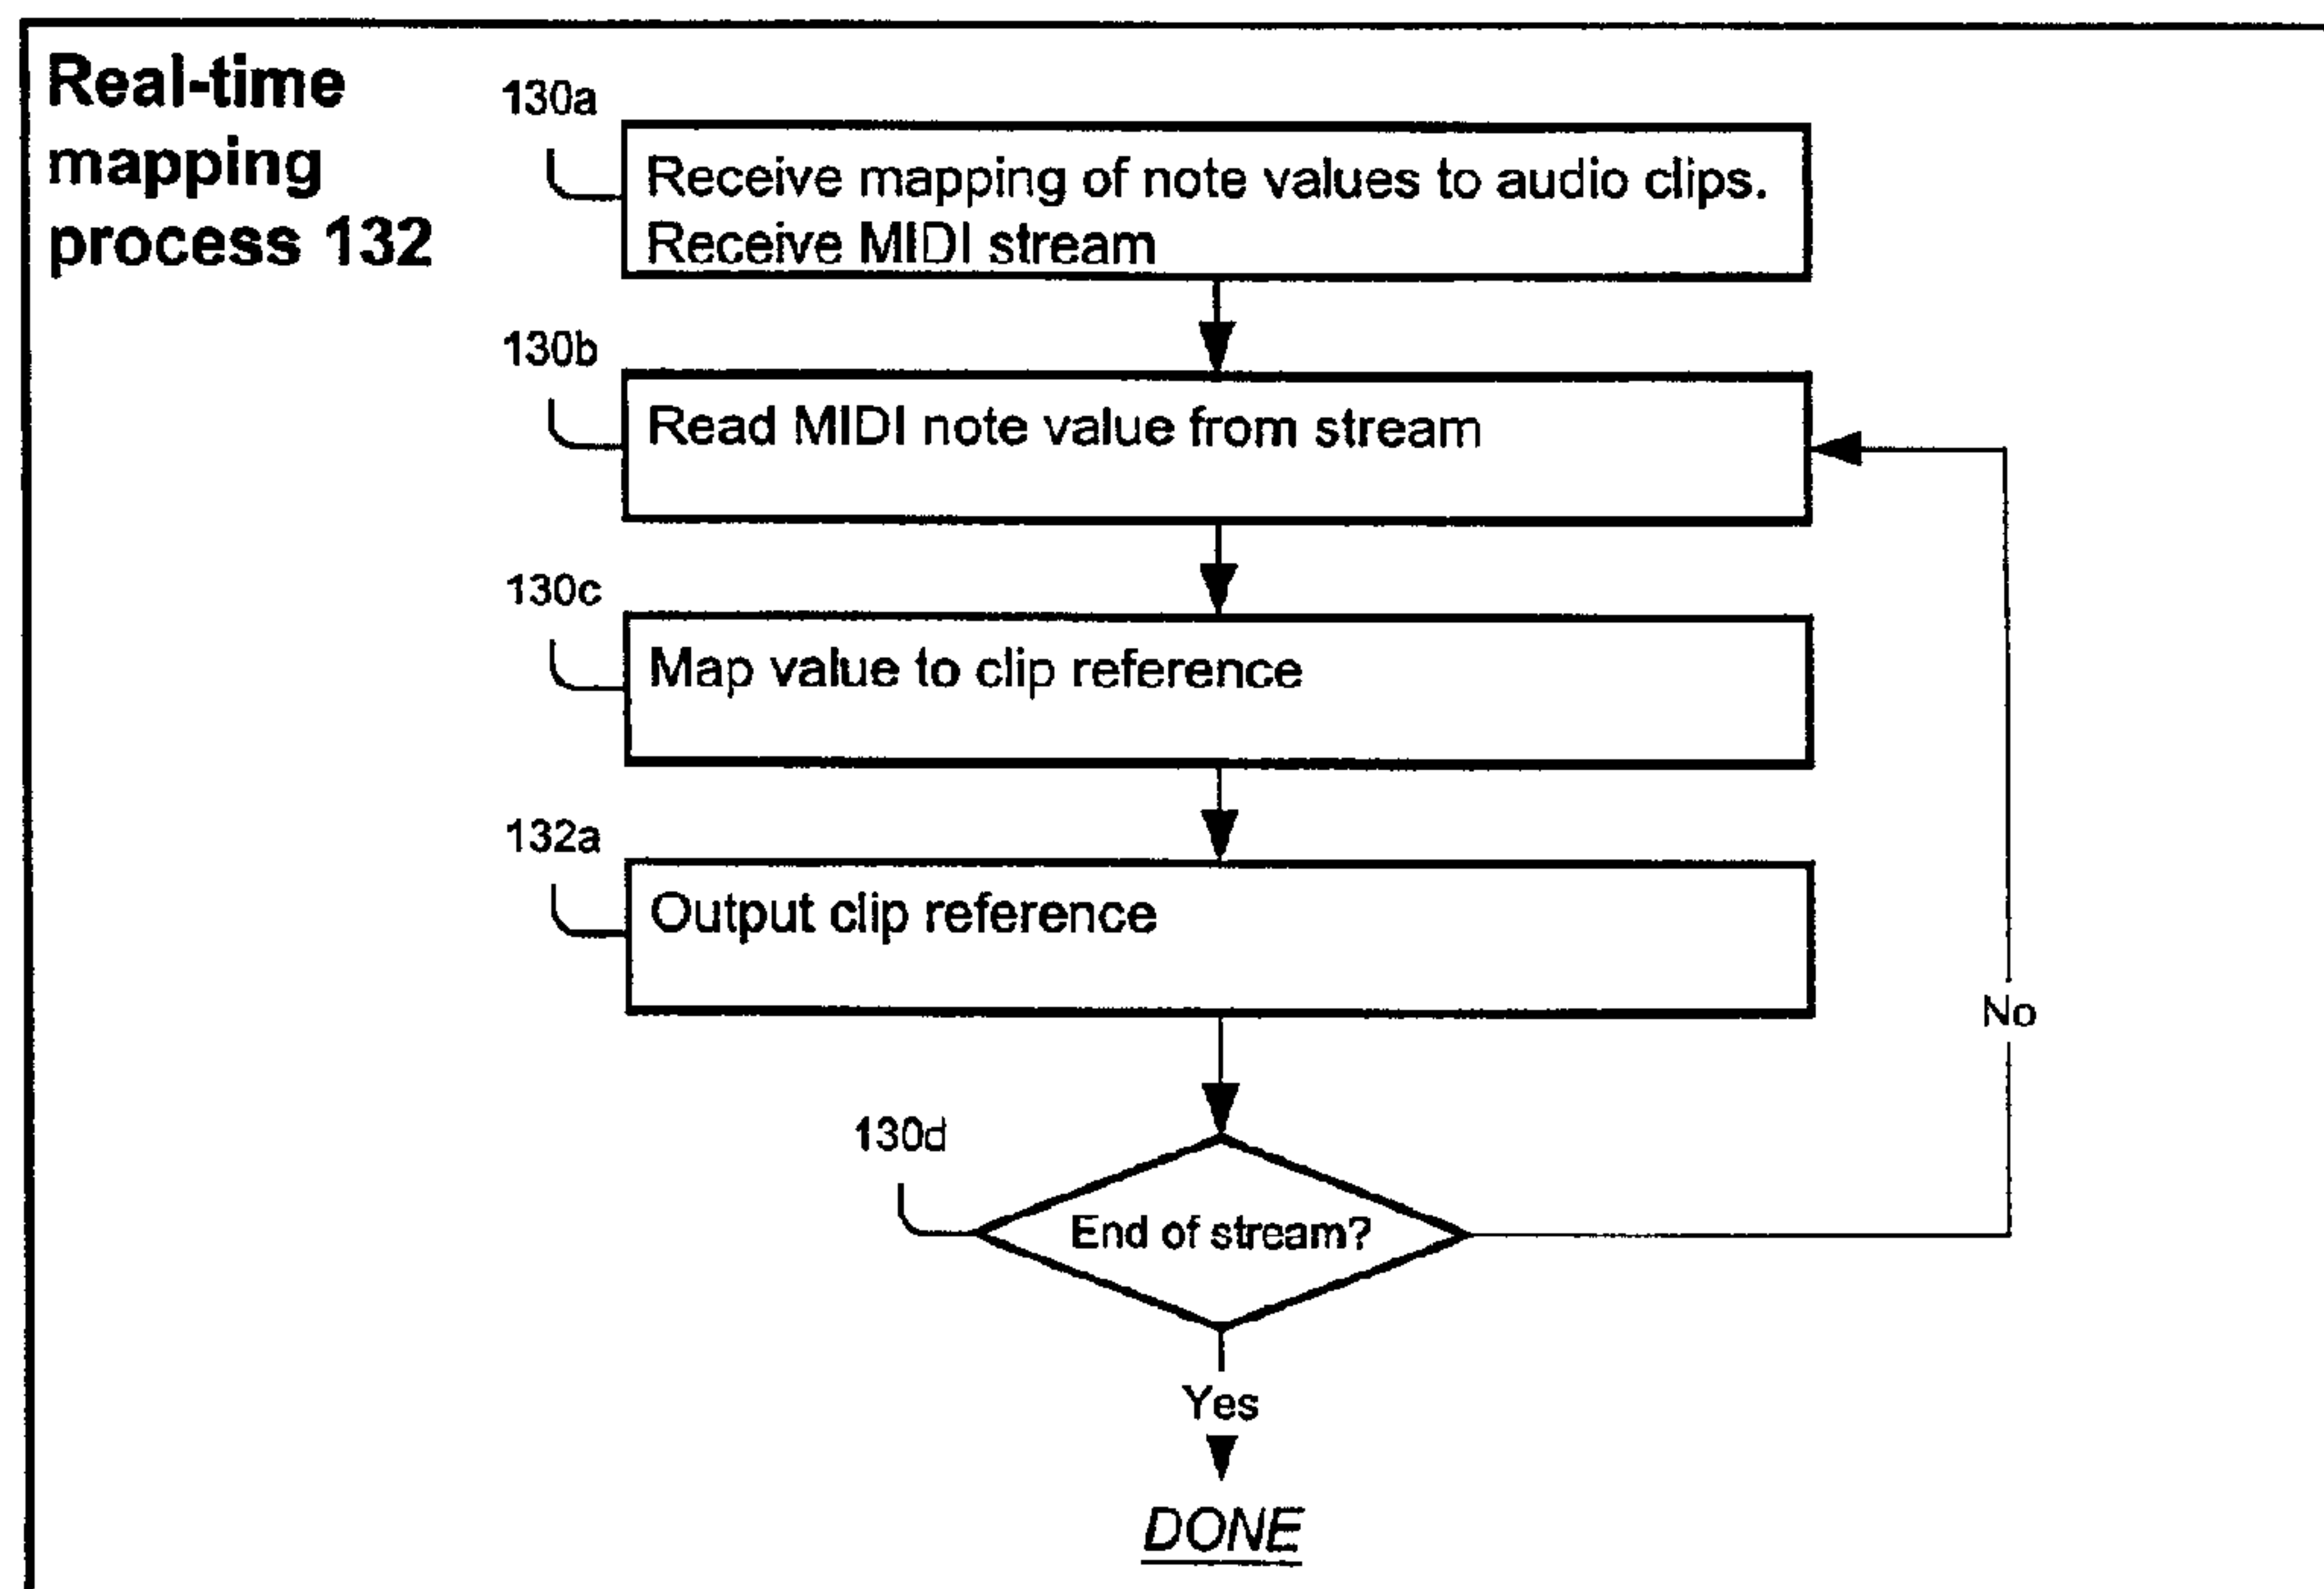 Real-time
mapping
process 132
130a
Receive mapping of note values to audio clips.
Receive MIDI stream
130b
Read MIDI note value from stream
130c
Map value to clip reference
132a
Output clip reference
No
130d
End of stream?
Yes
DONE